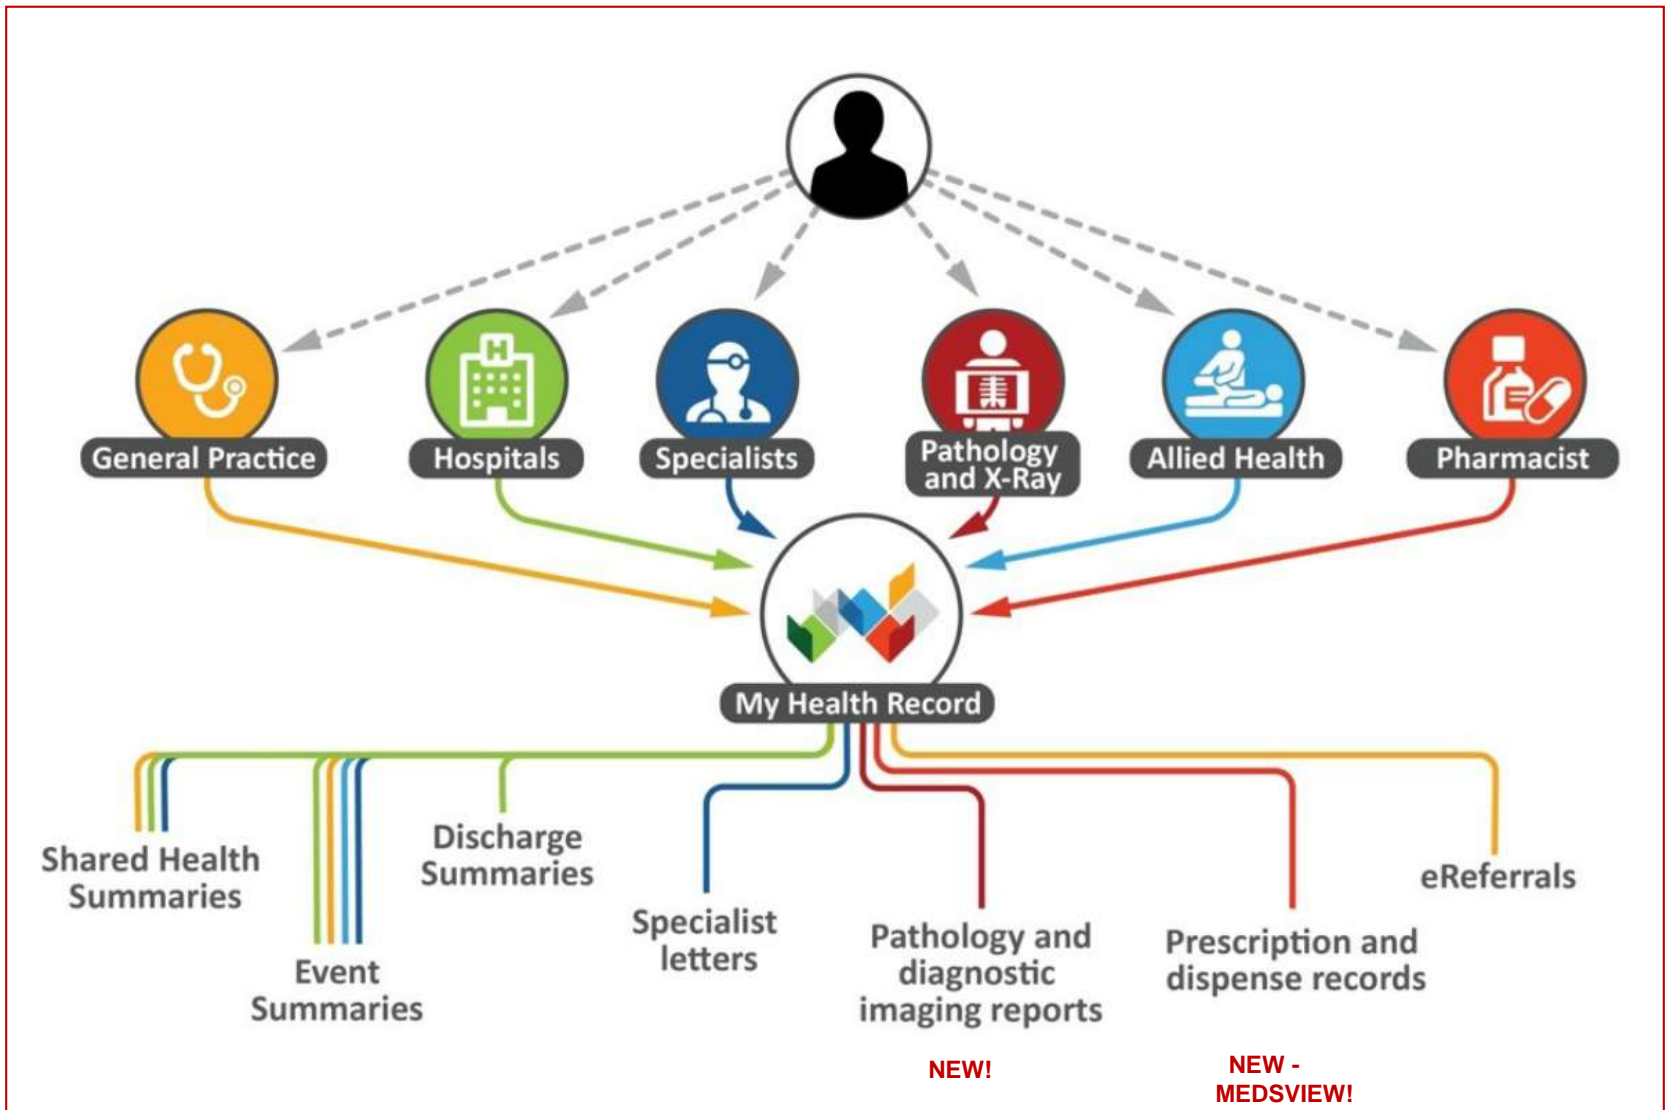 H
General Practice
Hospitals
Specialists
Pathology
and X-Ray
Allied Health
Pharmacist
My Health Record
Shared Health
Summaries
Event
Summaries
Discharge
Summaries
Specialist
letters
Pathology and
diagnostic
imaging reports
NEW!
Prescription and
dispense records
NEW -
MEDSVIEW!
eReferrals